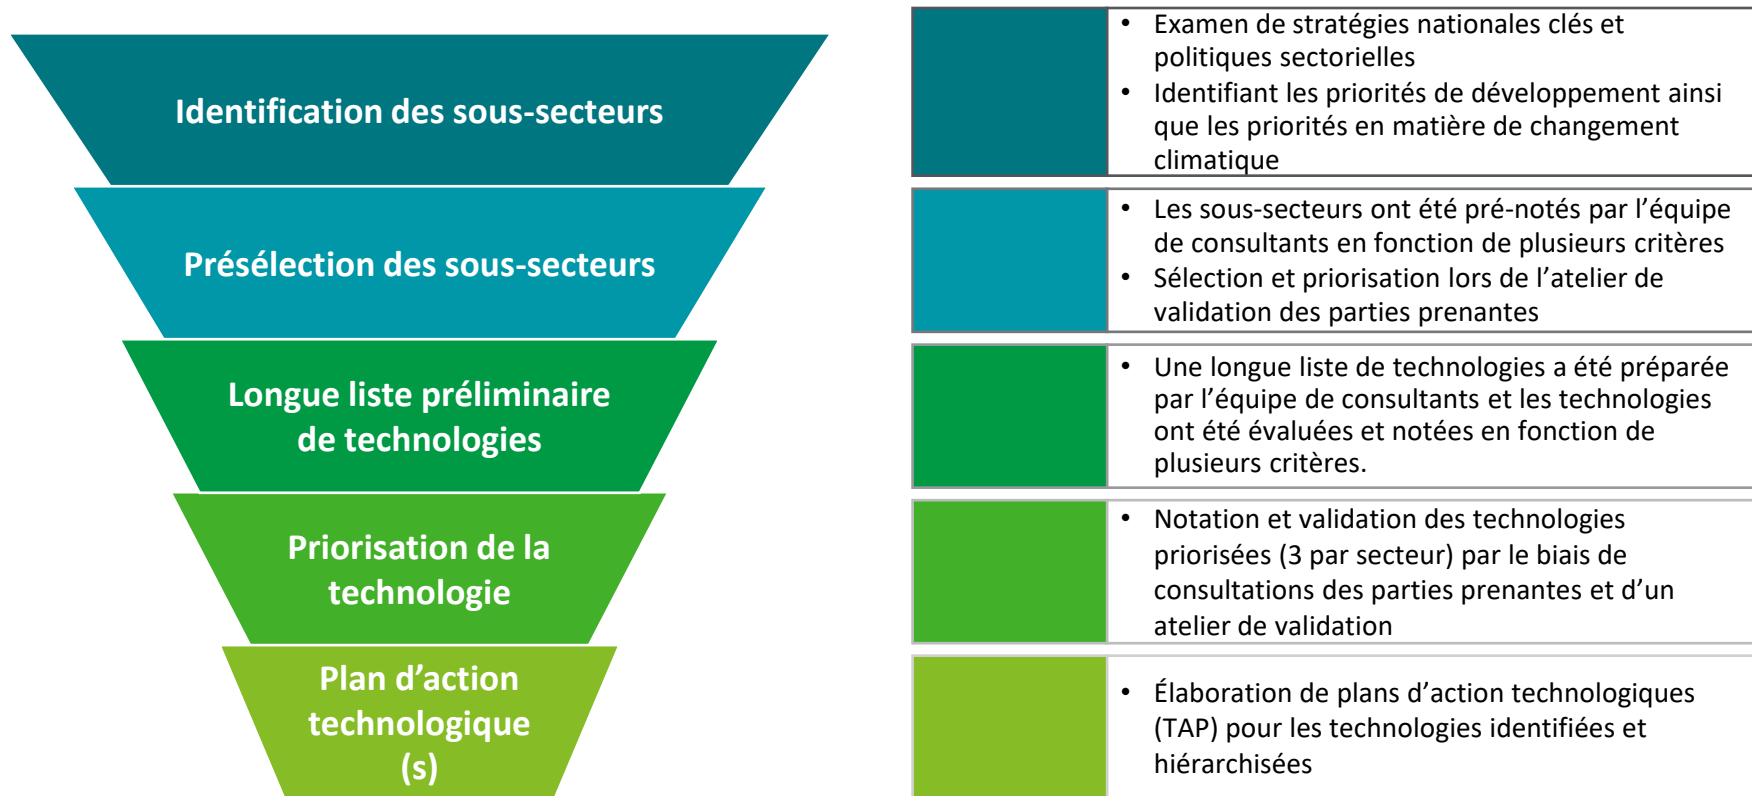 Identification des sous-secteurs
• Examen de stratégies nationales clés et
politiques sectorielles
• Identifiant les priorités de développement ainsi
que les priorités en matière de changement
climatique
Présélection des sous-secteurs
• Les sous-secteurs ont été pré-notés par l’équipe
de consultants en fonction de plusieurs critères
• Sélection et priorisation lors de l’atelier de
validation des parties prenantes
Longue liste préliminaire
de technologies
• Une longue liste de technologies a été préparée
par l’équipe de consultants et les technologies
ont été évaluées et notées en fonction de
plusieurs critères.
Priorisation de la
technologie
• Notation et validation des technologies
priorisées (3 par secteur) par le biais de
consultations des parties prenantes et d’un
atelier de validation
Plan d’action
technologique
(s)
• Élaboration de plans d’action technologiques
(TAP) pour les technologies identifiées et
hiérarchisées